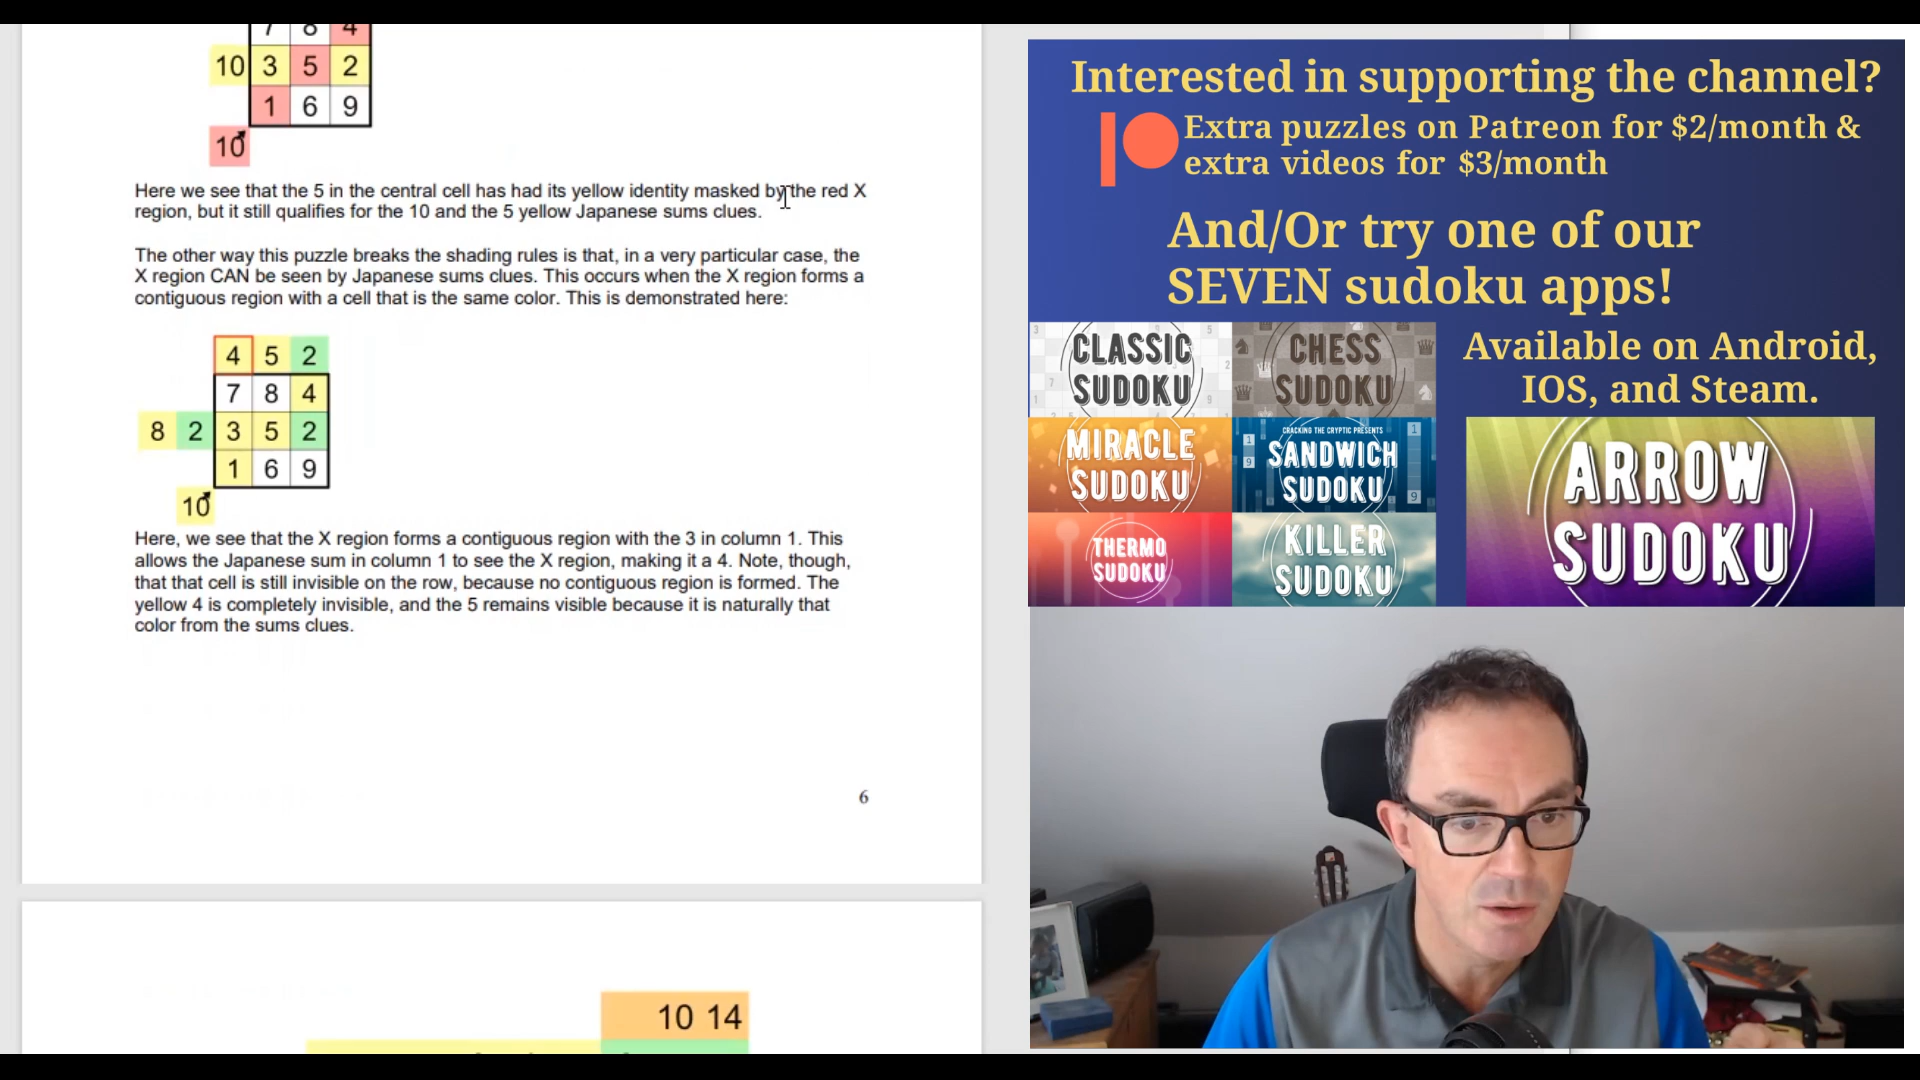 7 8 4
10 3 5 2
1 6 9
10
Here we see that the 5 in the central cell has had its yellow identity masked by the red X
region, but it still qualifies for the 10 and the 5 yellow Japanese sums clues.
The other way this puzzle breaks the shading rules is that, in a very particular case, the
X region CAN be seen by Japanese sums clues. This occurs when the X region forms a
contiguous region with a cell that is the same color. This is demonstrated here:
4 5 2
7 8 4
8 2 3 5 2
1 6 9
10
Here, we see that the X region forms a contiguous region with the 3 in column 1. This
allows the Japanese sum in column 1 to see the X region, making it a 4. Note, though,
that that cell is still invisible on the row, because no contiguous region is formed. The
yellow 4 is completely invisible, and the 5 remains visible because it is naturally that
color from the sums clues.
6
10 14
Interested in supporting the channel?
Extra puzzles on Patreon for $2/month &
extra videos for $3/month
And/Or try one of our
SEVEN sudoku apps!
CLASSIC
SUDOKU
CHESS
SUDOKU
MIRACLE
SUDOKU
CRACKING THE CRYPTIC PRESENTS
SANDWICH
SUDOKU
THERMO
SUDOKU
KILLER
SUDOKU
Available on Android,
IOS, and Steam.
ARROW
SUDOKU